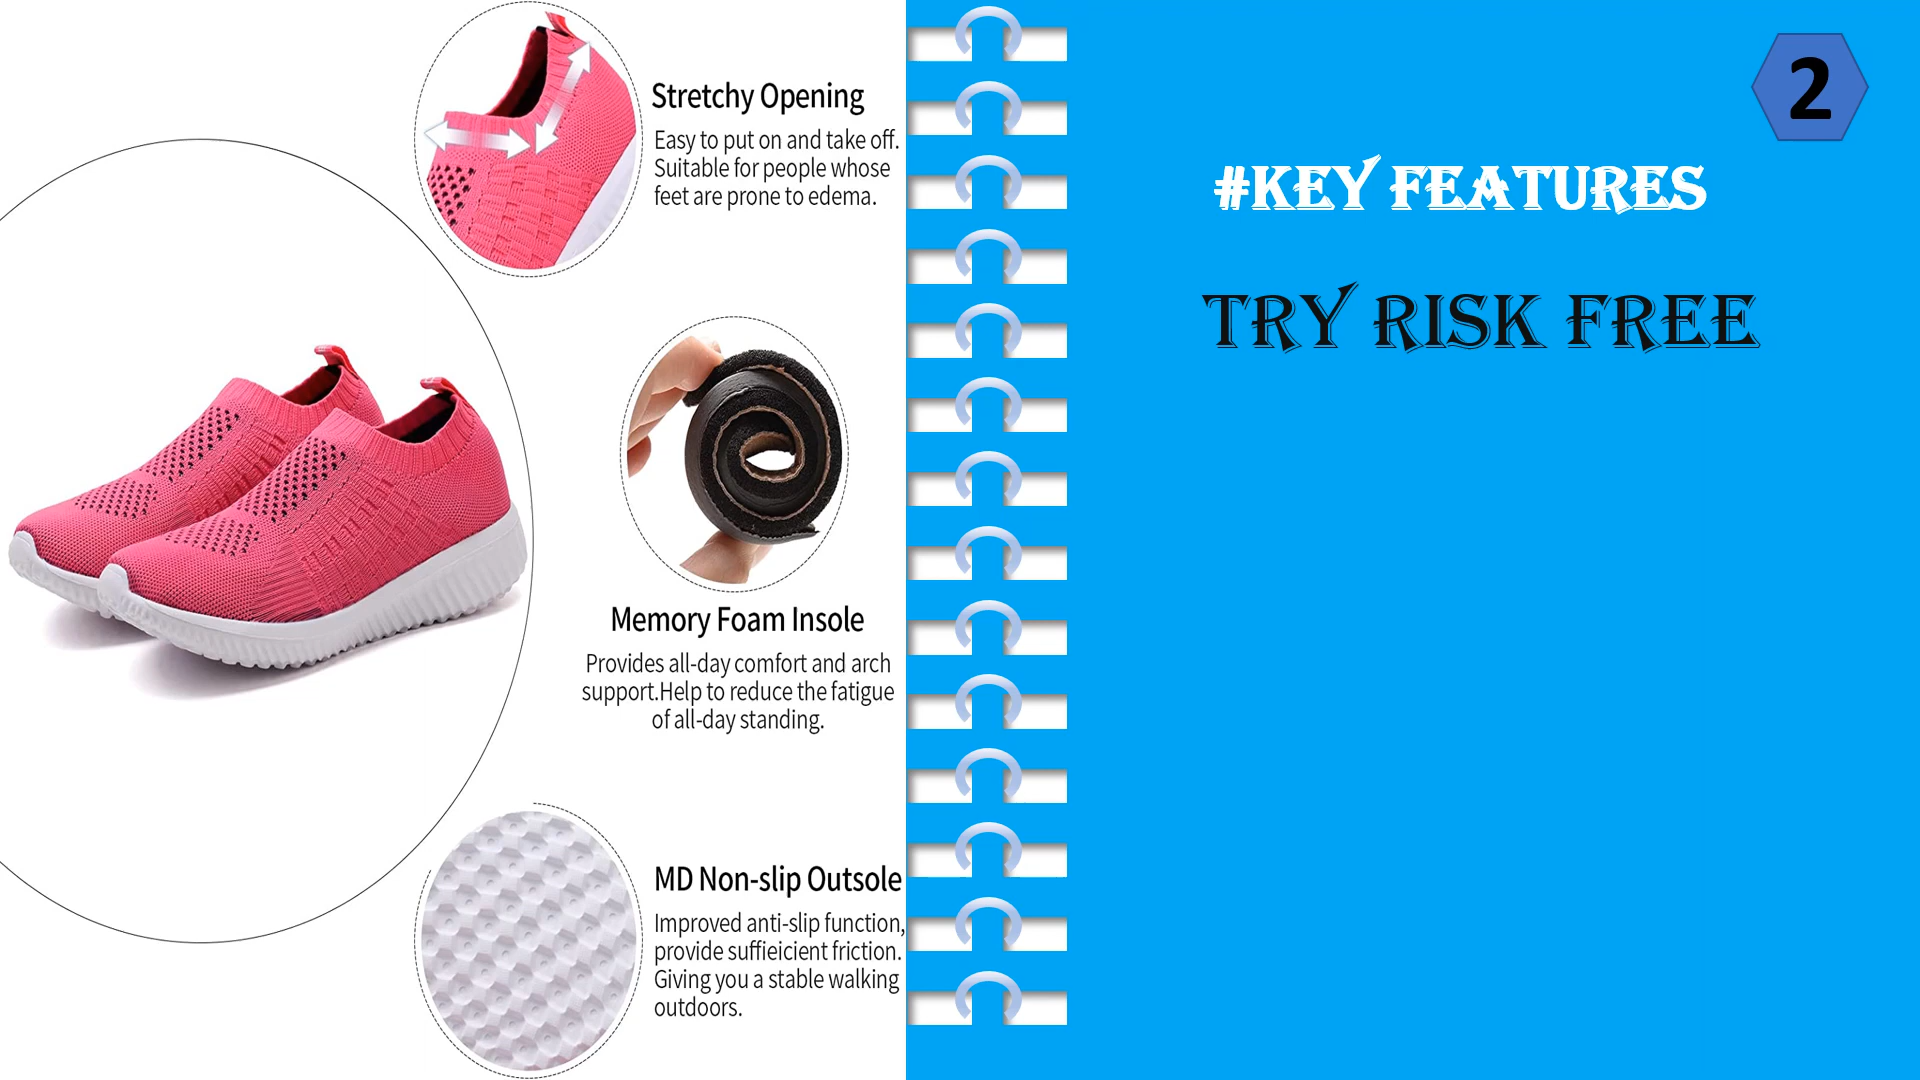 Stretchy Opening
Easy to put on and take off.
Suitable for people whose
feet are prone to edema.
Memory Foam Insole
Provides all-day comfort and arch
support.Help to reduce the fatigue
of all-day standing.
MD Non-slip Outsole
Improved anti-slip function,
provide suffieicient friction.
Giving you a stable walking
outdoors.
2
#KEY FEATURES
TRY RISK FREE